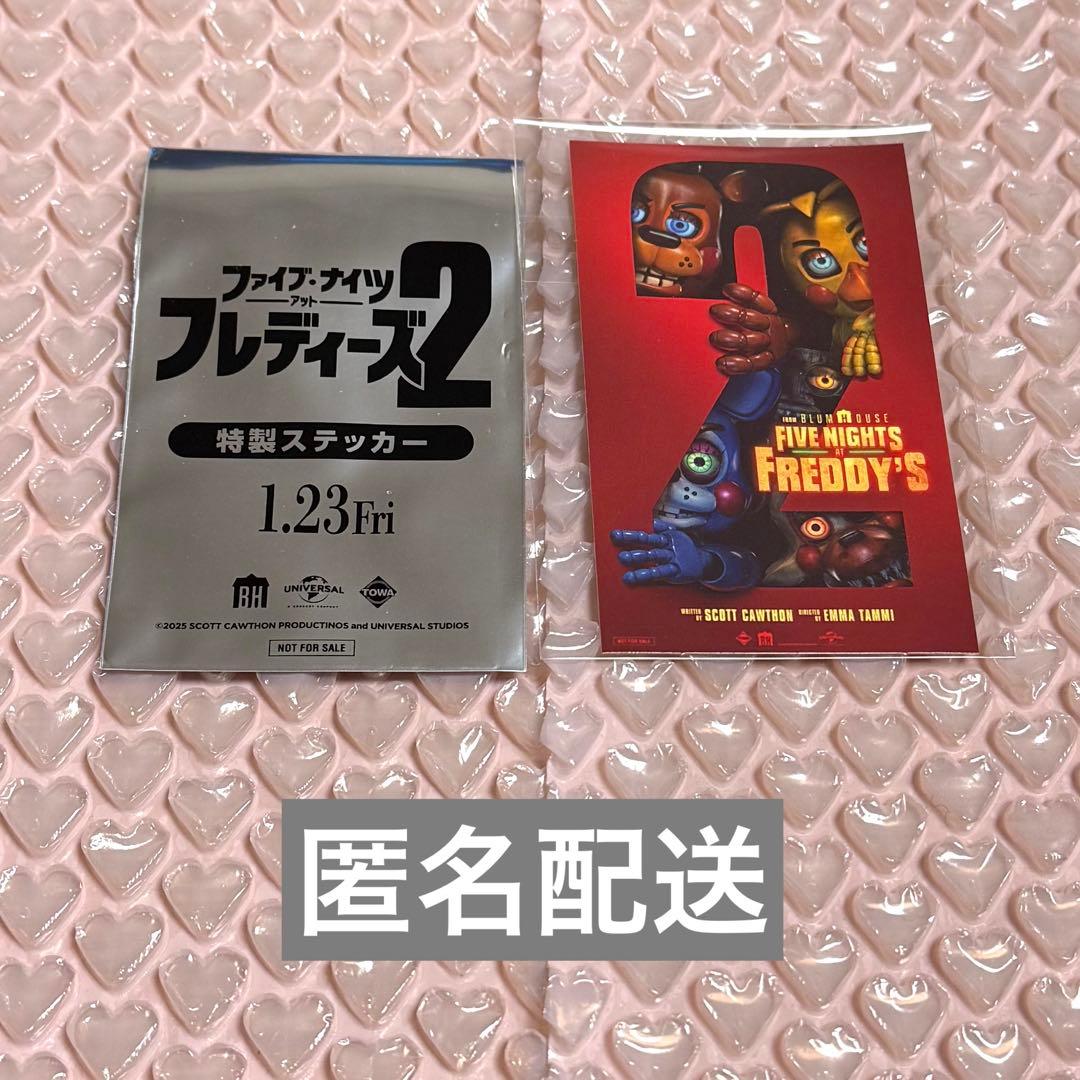 ファイブ・ナイツ
アット
フレディーズ2
特製ステッカー
1.23Fri
BH
UNIVERSAL
A COMCAST COMPANY
TOWA
©2025 SCOTT CAWTHON PRODUCTINOS and UNIVERSAL STUDIOS
NOT FOR SALE
FROM BLUMHOUSE
FIVE NIGHTS
AT
FREDDY'S
WRITTEN BY SCOTT CAWTHON DIRECTED BY EMMA TAMMI
BH
NOT FOR SALE
匿名配送